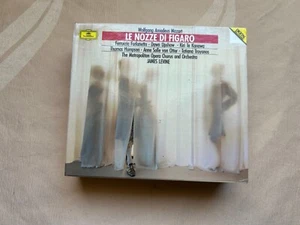 Wolfgang Amadeus Mozart
LE NOZZE DI FIGARO
Ferruccio Furlanetto · Dawn Upshaw · Kiri Te Kanawa
Thomas Hampson · Anne Sofie von Otter · Tatiana Troyanos
The Metropolitan Opera Chorus and Orchestra
JAMES LEVINE